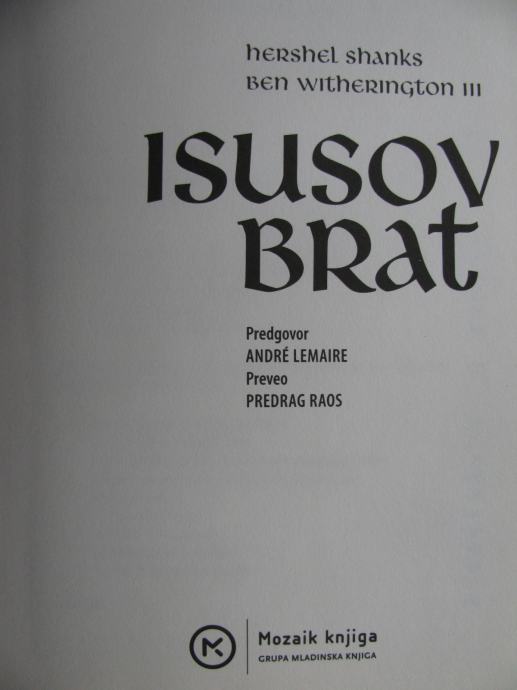 hershel shanks
Ben Witherington III
ISUSOV
BRAT
Predgovor
ANDRÉ LEMAIRE
Preveo
PREDRAG RAOS
Mozaik knjiga
GRUPA MLADINSKA KNJIGA